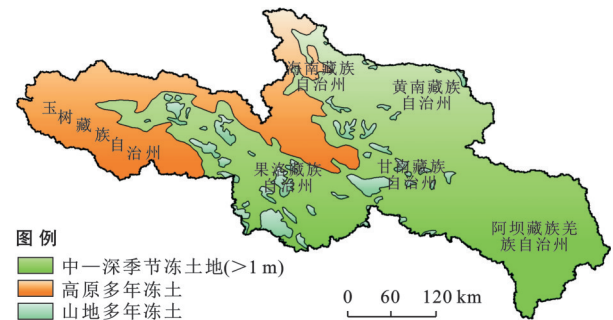 海南藏族
自治州
黄南藏族
自治州
玉树藏族自治州
果洛藏族
自治州
甘南藏族
自治州
阿坝藏族羌
族自治州
图例
中—深季节冻土地(>1 m)
高原多年冻土
山地多年冻土
0 60 120 km